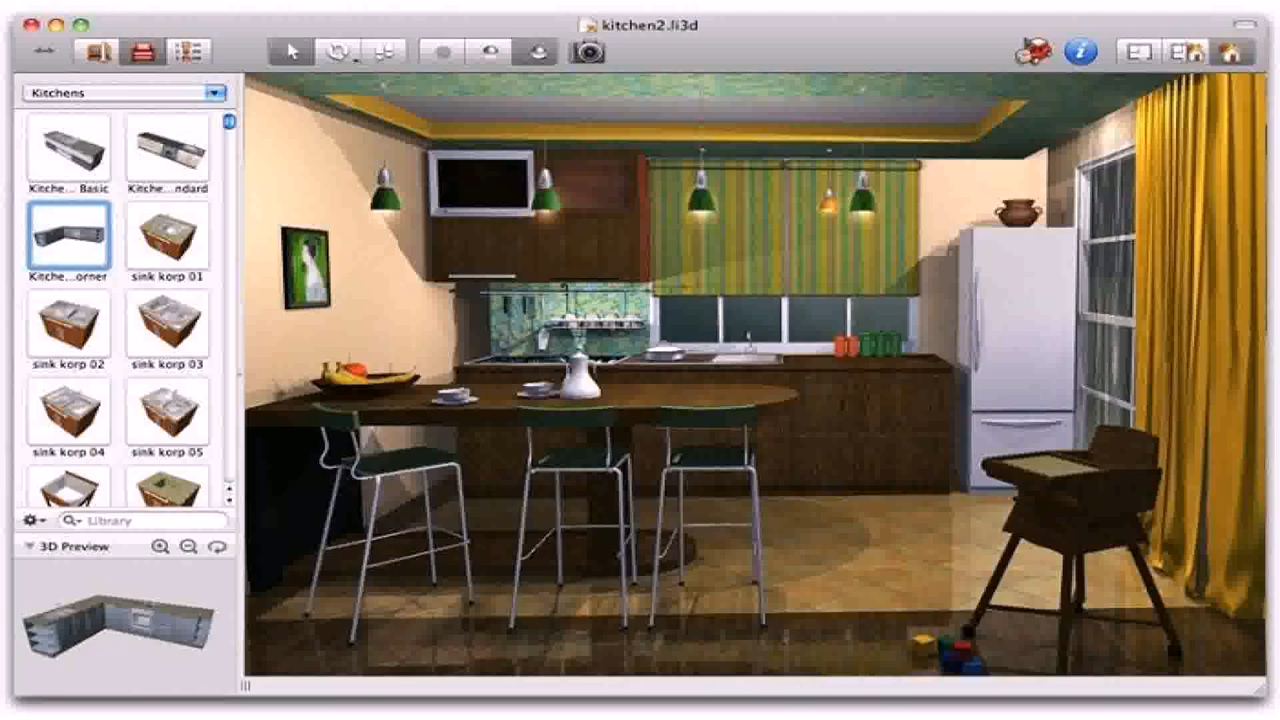 kitchen2.li3d
Kitchens
Kitche... Basic
Kitche...ndard
Kitche...orner
sink korp 01
sink korp 02
sink korp 03
sink korp 04
sink korp 05
Library
3D Preview